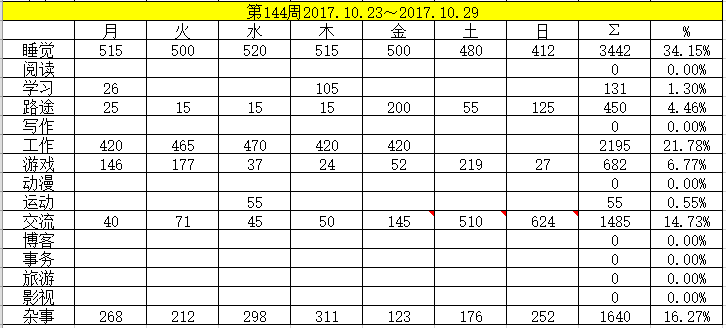 第144周2017.10.23～2017.10.29
月 火 水 木 金 土 日 Σ %
睡觉 515 500 520 515 500 480 412 3442 34.15%
阅读 0 0.00%
学习 26 105 131 1.30%
路途 25 15 15 15 200 55 125 450 4.46%
写作 0 0.00%
工作 420 465 470 420 420 2195 21.78%
游戏 146 177 37 24 52 219 27 682 6.77%
动漫 0 0.00%
运动 55 55 0.55%
交流 40 71 45 50 145 510 624 1485 14.73%
博客 0 0.00%
事务 0 0.00%
旅游 0 0.00%
影视 0 0.00%
杂事 268 212 298 311 123 176 252 1640 16.27%